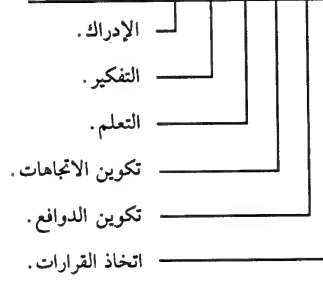 الإدراك .
التفكير .
التعلم .
تكوين الاتجاهات .
تكوين الدوافع .
اتخاذ القرارات .